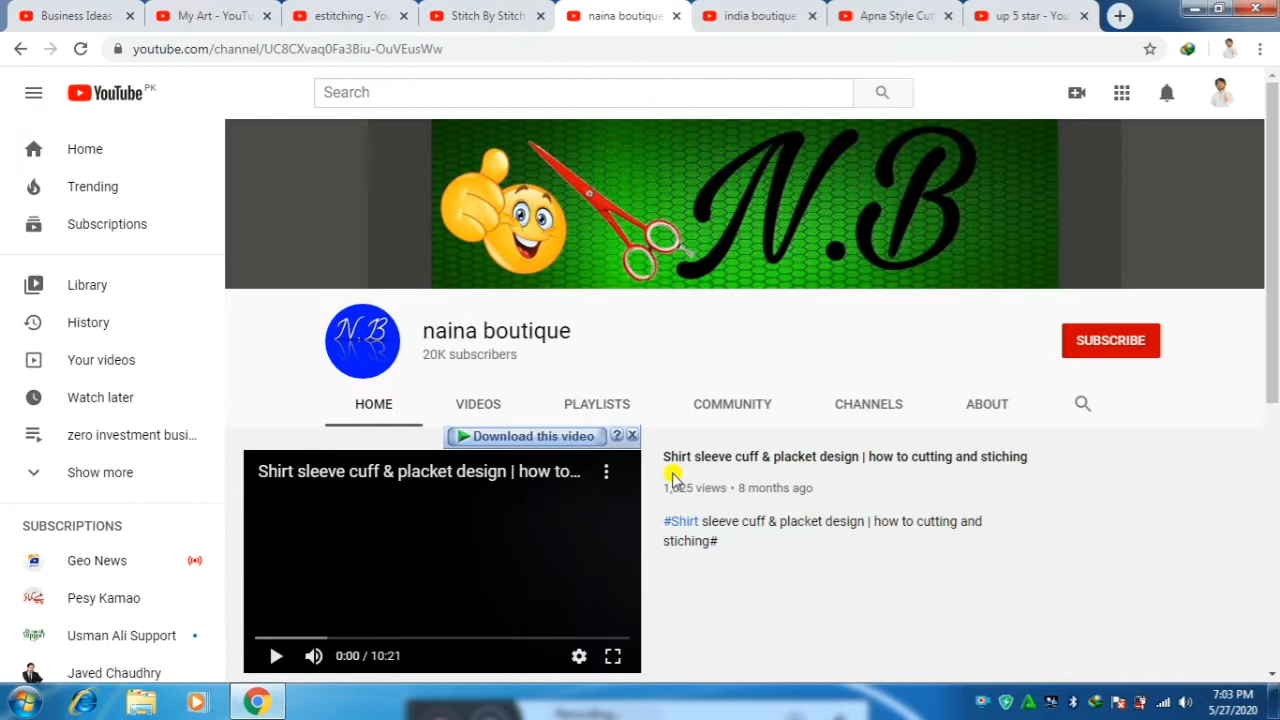 Business Ideas
My Art - YouT
estitching - Yo
Stitch By Stitch
naina boutique
india boutique
Apna Style Cut
up 5 star - You
youtube.com/channel/UC8CXvaq0Fa3Biu-OuVEusWw
YouTube PK
Search
Home
Trending
Subscriptions
Library
History
Your videos
Watch later
zero investment busi...
Show more
SUBSCRIPTIONS
Geo News
Pesy Kamao
Usman Ali Support
Javed Chaudhry
N.B
N.B
naina boutique
20K subscribers
SUBSCRIBE
HOME VIDEOS PLAYLISTS COMMUNITY CHANNELS ABOUT
Download this video ? X
Shirt sleeve cuff & placket design | how to...
0:00 / 10:21
Shirt sleeve cuff & placket design | how to cutting and stiching
views • 8 months ago
#Shirt sleeve cuff & placket design | how to cutting and
stiching#
7:03 PM
5/27/2020